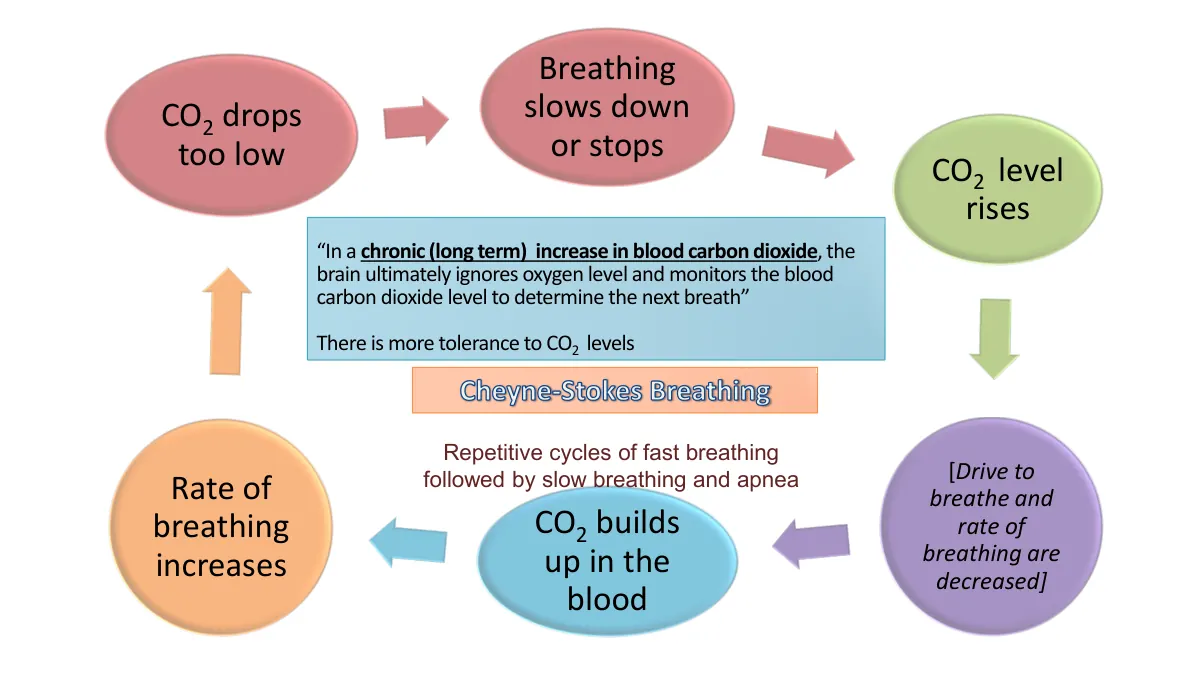 CO₂ drops
too low
Breathing
slows down
or stops
CO₂ level
rises
“In a chronic (long term) increase in blood carbon dioxide, the
brain ultimately ignores oxygen level and monitors the blood
carbon dioxide level to determine the next breath”
There is more tolerance to CO₂ levels
Cheyne-Stokes Breathing
Repetitive cycles of fast breathing
followed by slow breathing and apnea
[Drive to
breathe and
rate of
breathing are
decreased]
CO₂ builds
up in the
blood
Rate of
breathing
increases